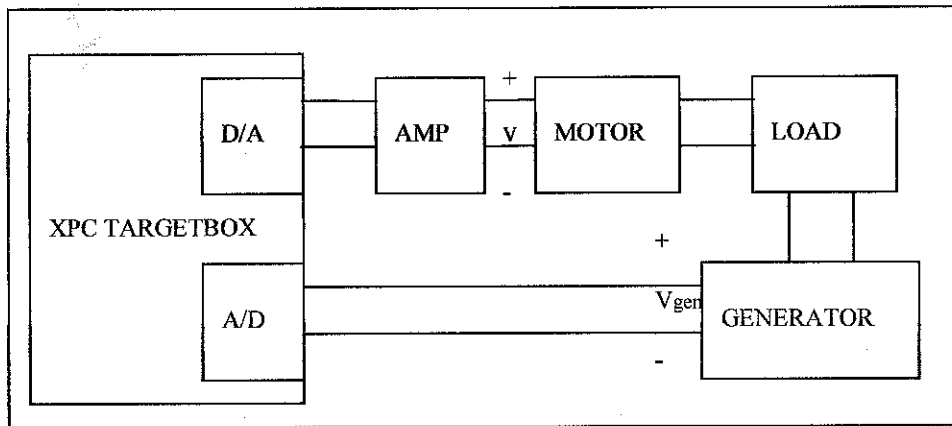 D/A
AMP
+
v
-
MOTOR
LOAD
XPC TARGETBOX
A/D
+
Vgen
-
GENERATOR